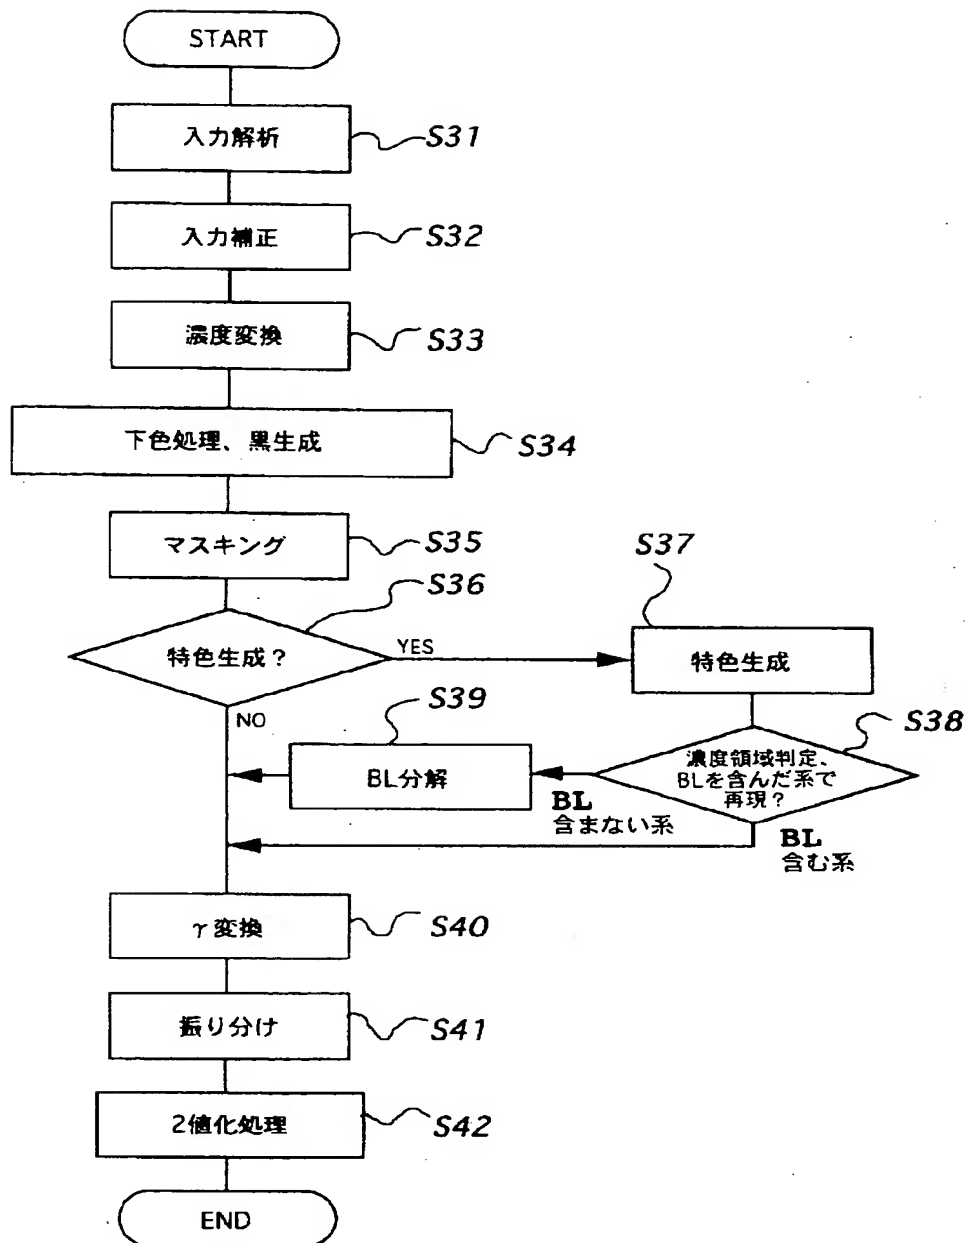 START
入力解析
S31
入力補正
S32
濃度変換
S33
下色処理、黒生成
S34
マスキング
S35
S36
特色生成？
YES
NO
S37
特色生成
S38
濃度領域判定、
BLを含んだ系で
再現？
S39
BL分解
BL
含まない系
BL
含む系
γ変換
S40
振り分け
S41
2値化処理
S42
END